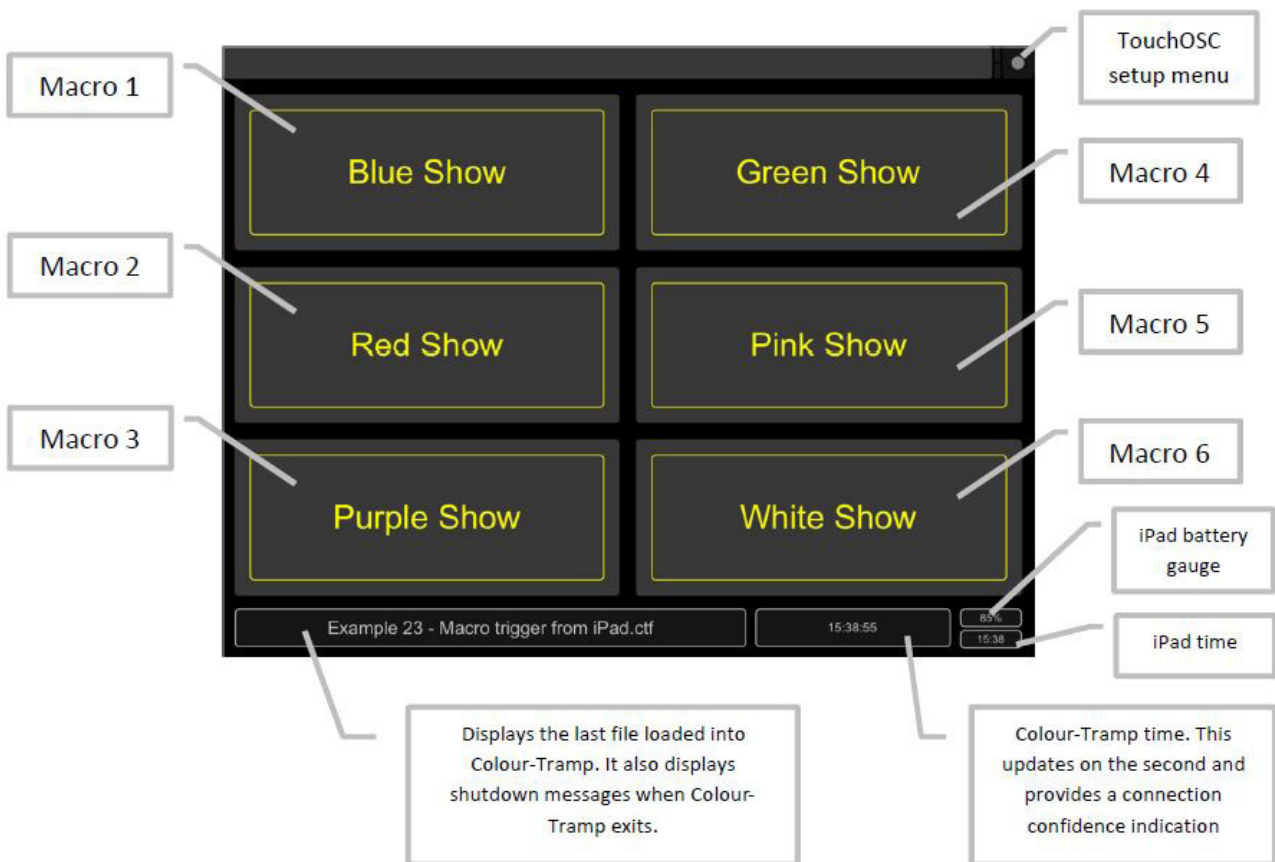 TouchOSC
setup menu
Macro 1
Blue Show
Green Show
Macro 4
Macro 2
Red Show
Pink Show
Macro 5
Macro 3
Purple Show
White Show
Macro 6
iPad battery
gauge
Example 23 - Macro trigger from iPad.ctf
15:38:55
85%
15:38
iPad time
Displays the last file loaded into
Colour-Tramp. It also displays
shutdown messages when Colour-
Tramp exits.
Colour-Tramp time. This
updates on the second and
provides a connection
confidence indication